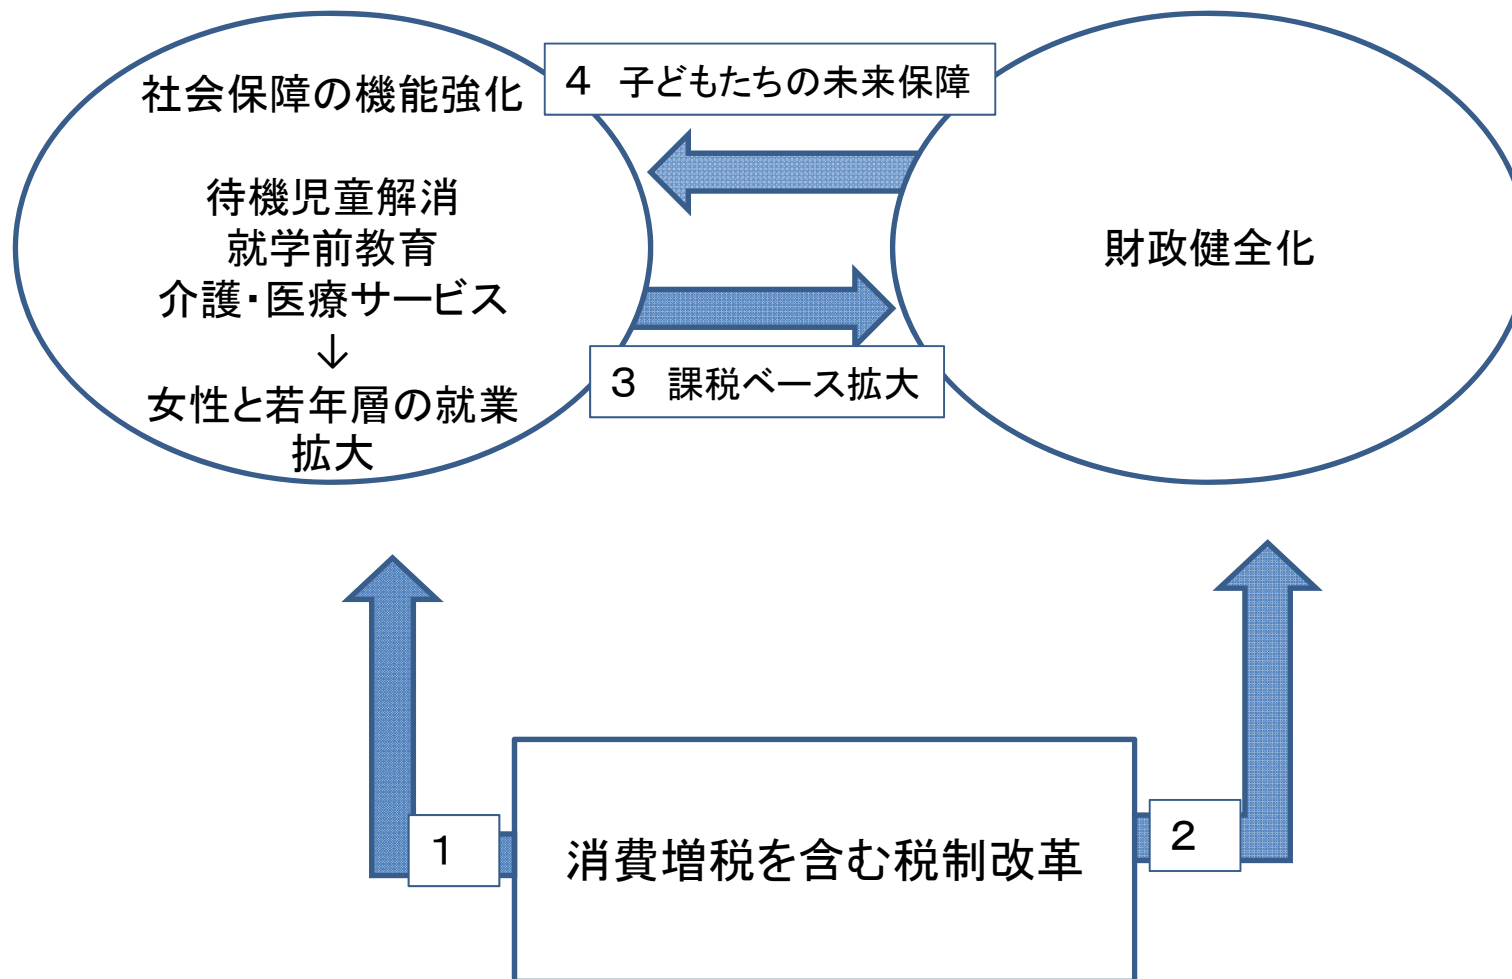 社会保障の機能強化
待機児童解消
就学前教育
介護・医療サービス
↓
女性と若年層の就業
拡大
4 子どもたちの未来保障
財政健全化
3 課税ベース拡大
1
消費増税を含む税制改革
2